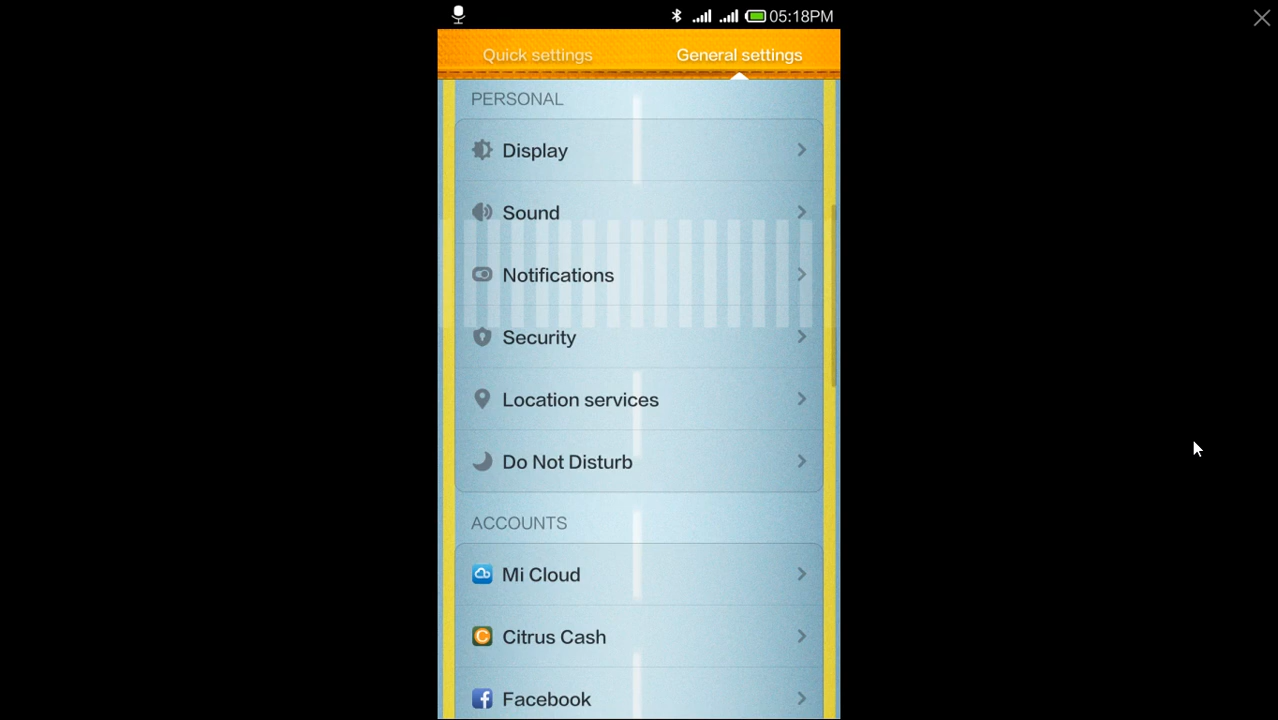 05:18PM
Quick settings
General settings
PERSONAL
Display
Sound
Notifications
Security
Location services
Do Not Disturb
ACCOUNTS
Mi Cloud
Citrus Cash
Facebook